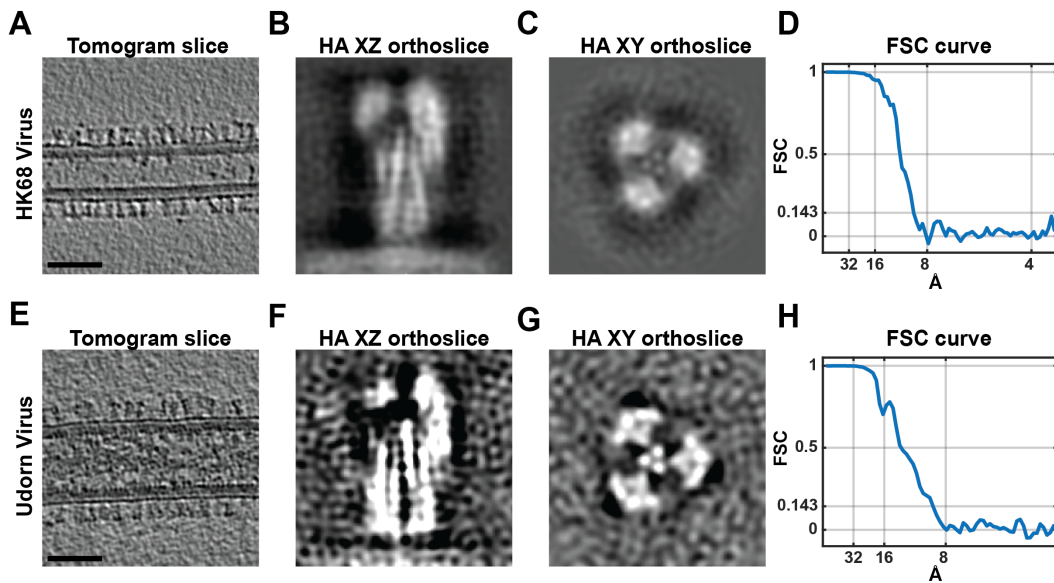 A
Tomogram slice
HK68 Virus
B
HA XZ orthoslice
C
HA XY orthoslice
D
FSC curve
FSC
1
0.5
0.143
0
32 16 8 4
Å
E
Tomogram slice
Udorn Virus
F
HA XZ orthoslice
G
HA XY orthoslice
H
FSC curve
FSC
1
0.5
0.143
0
32 16 8
Å